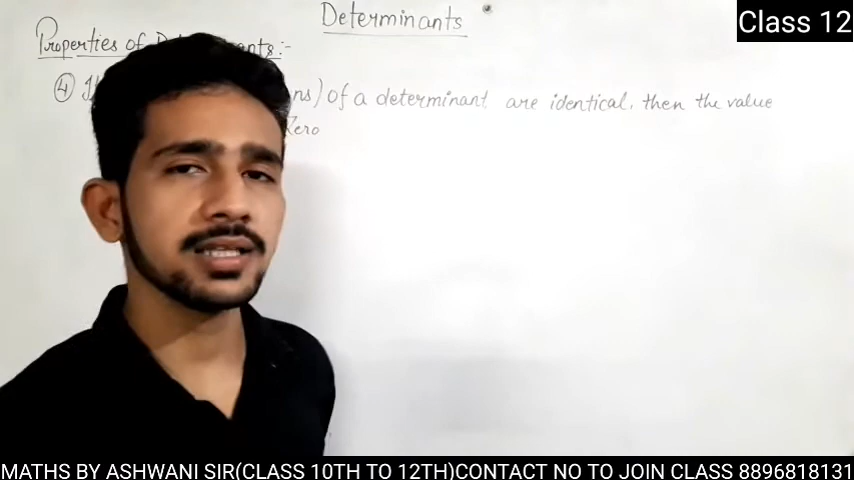 Determinants
Class 12
Properties of
④ ns) of a determinant are identical, then the value
Zero
MATHS BY ASHWANI SIR(CLASS 10TH TO 12TH)CONTACT NO TO JOIN CLASS 8896818131